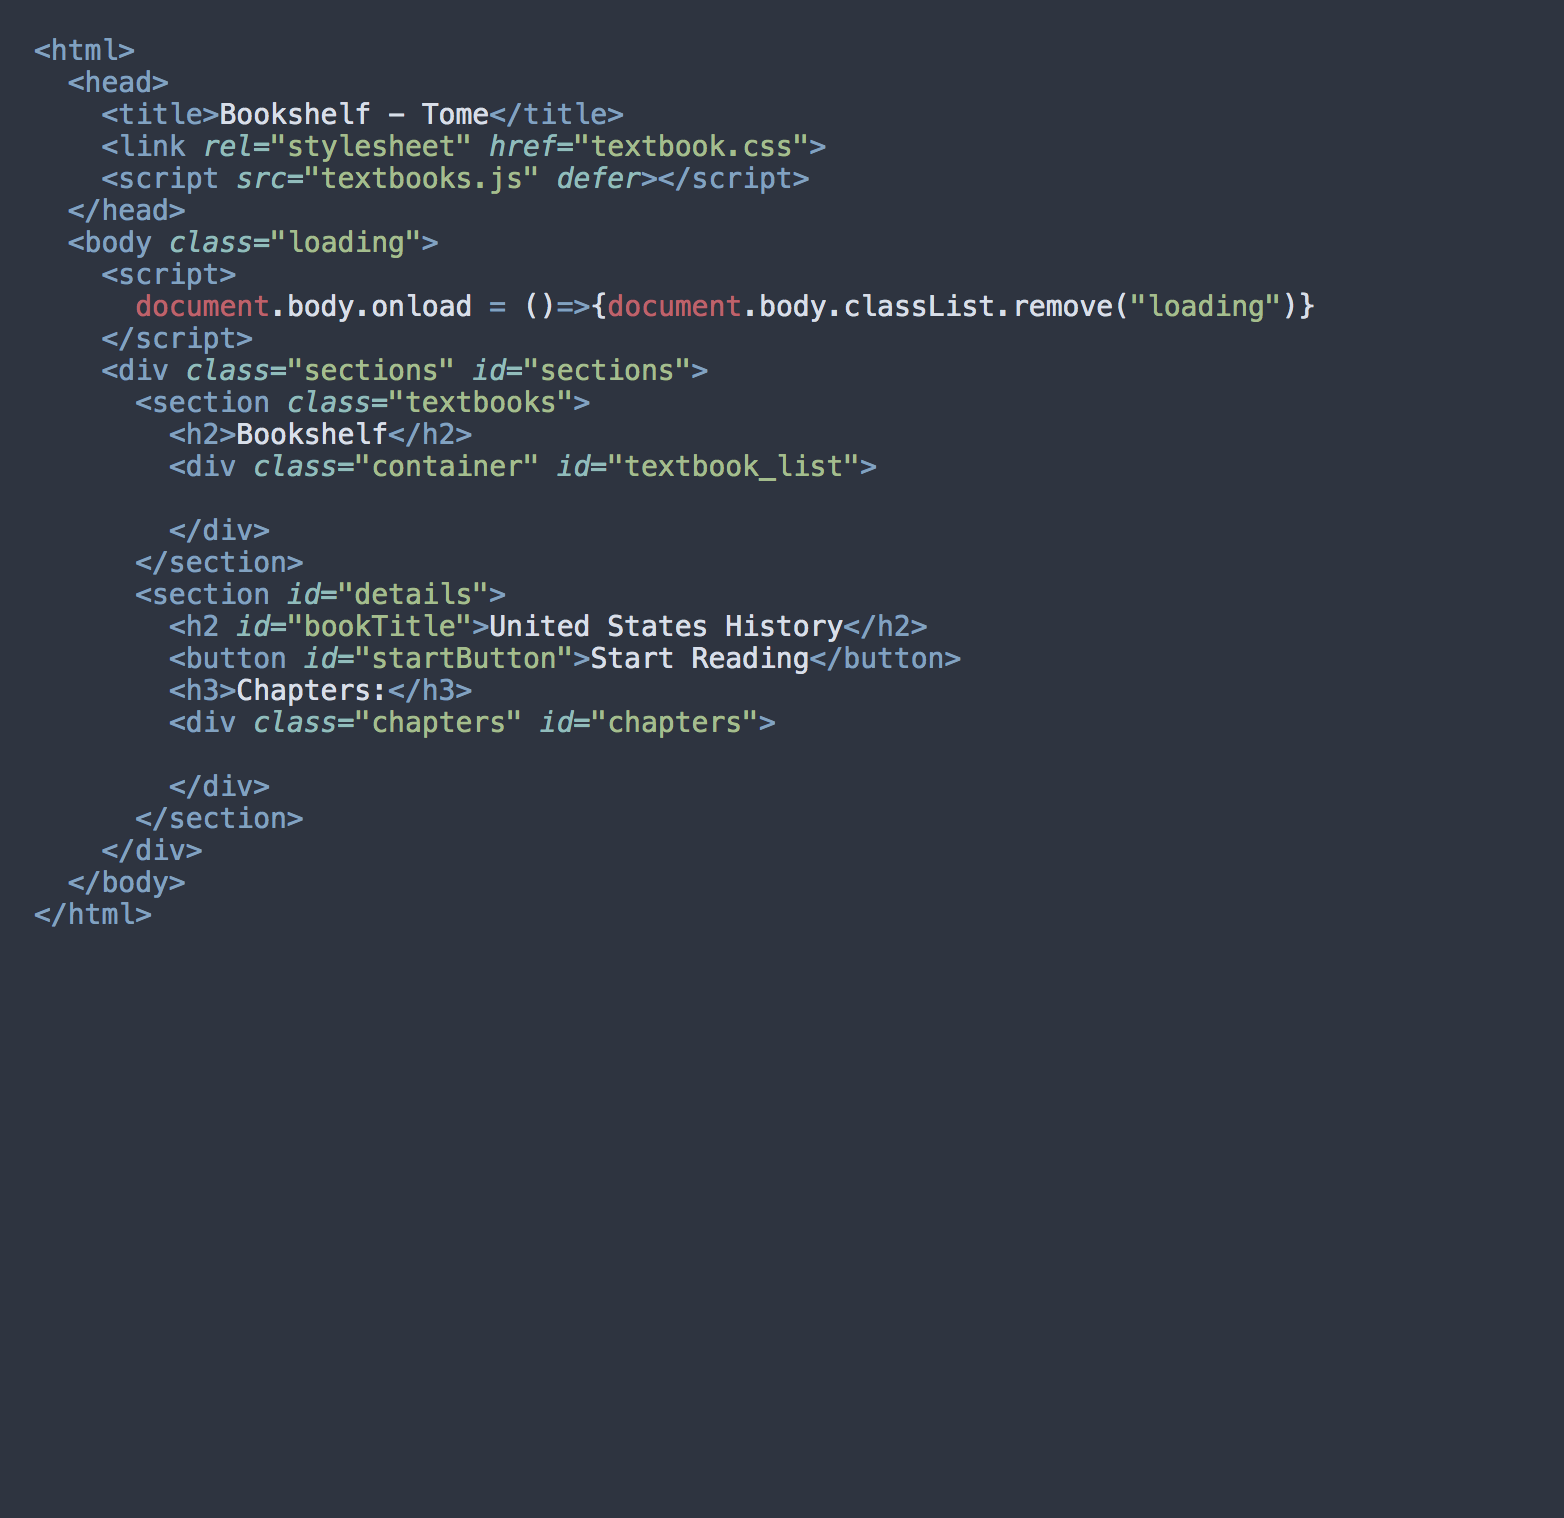 <html>
<head>
<title>Bookshelf – Tome</title>
<link rel="stylesheet" href="textbook.css">
<script src="textbooks.js" defer></script>
</head>
<body class="loading">
<script>
document.body.onload = ()=>{document.body.classList.remove("loading")}
</script>
<div class="sections" id="sections">
<section class="textbooks">
<h2>Bookshelf</h2>
<div class="container" id="textbook_list">
</div>
</section>
<section id="details">
<h2 id="bookTitle">United States History</h2>
<button id="startButton">Start Reading</button>
<h3>Chapters:</h3>
<div class="chapters" id="chapters">
</div>
</section>
</div>
</body>
</html>